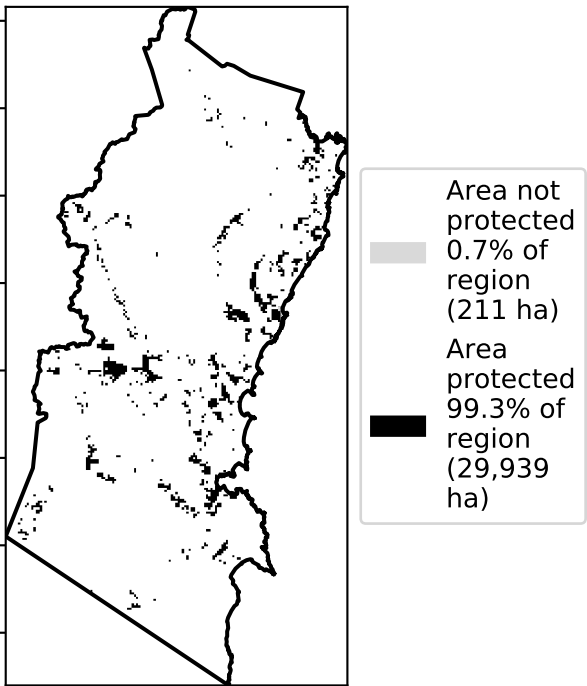 Area not
protected
0.7% of
region
(211 ha)
Area
protected
99.3% of
region
(29,939
ha)